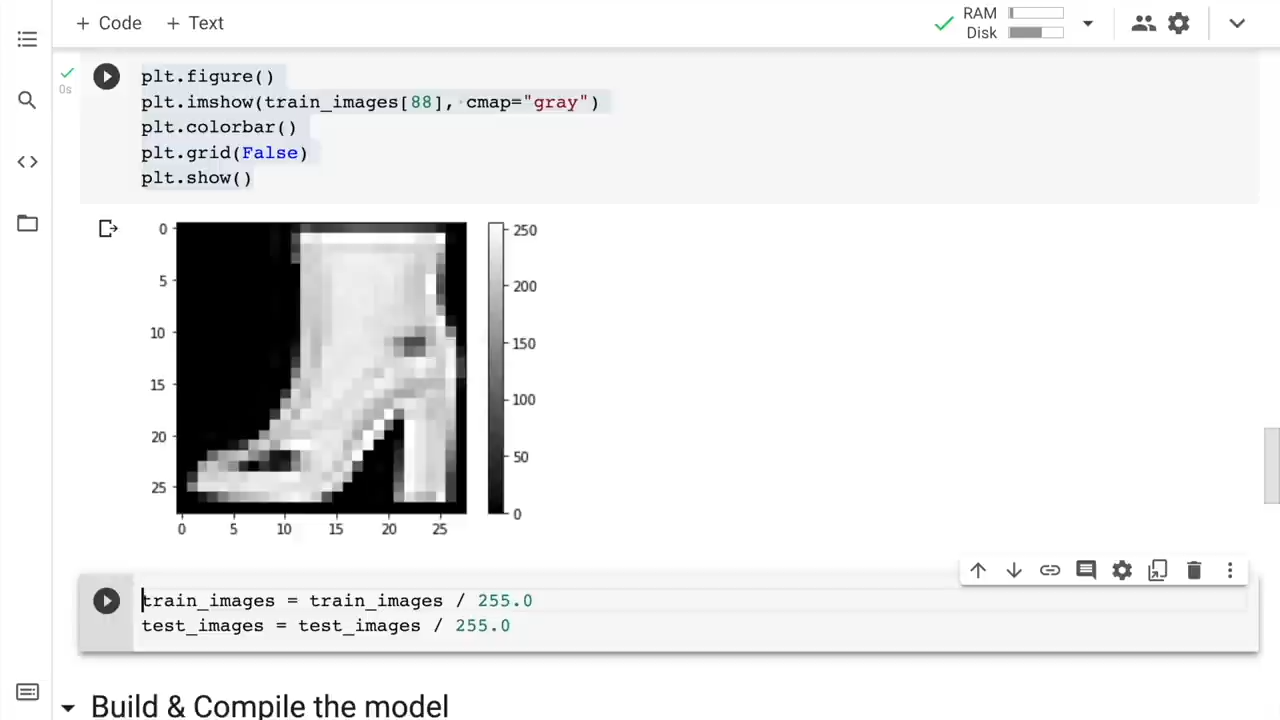 + Code + Text
RAM
Disk
0s
plt.figure()
plt.imshow(train_images[88], cmap="gray")
plt.colorbar()
plt.grid(False)
plt.show()
0
5
10
15
20
25
0 5 10 15 20 25
250
200
150
100
50
0
train_images = train_images / 255.0
test_images = test_images / 255.0
Build & Compile the model